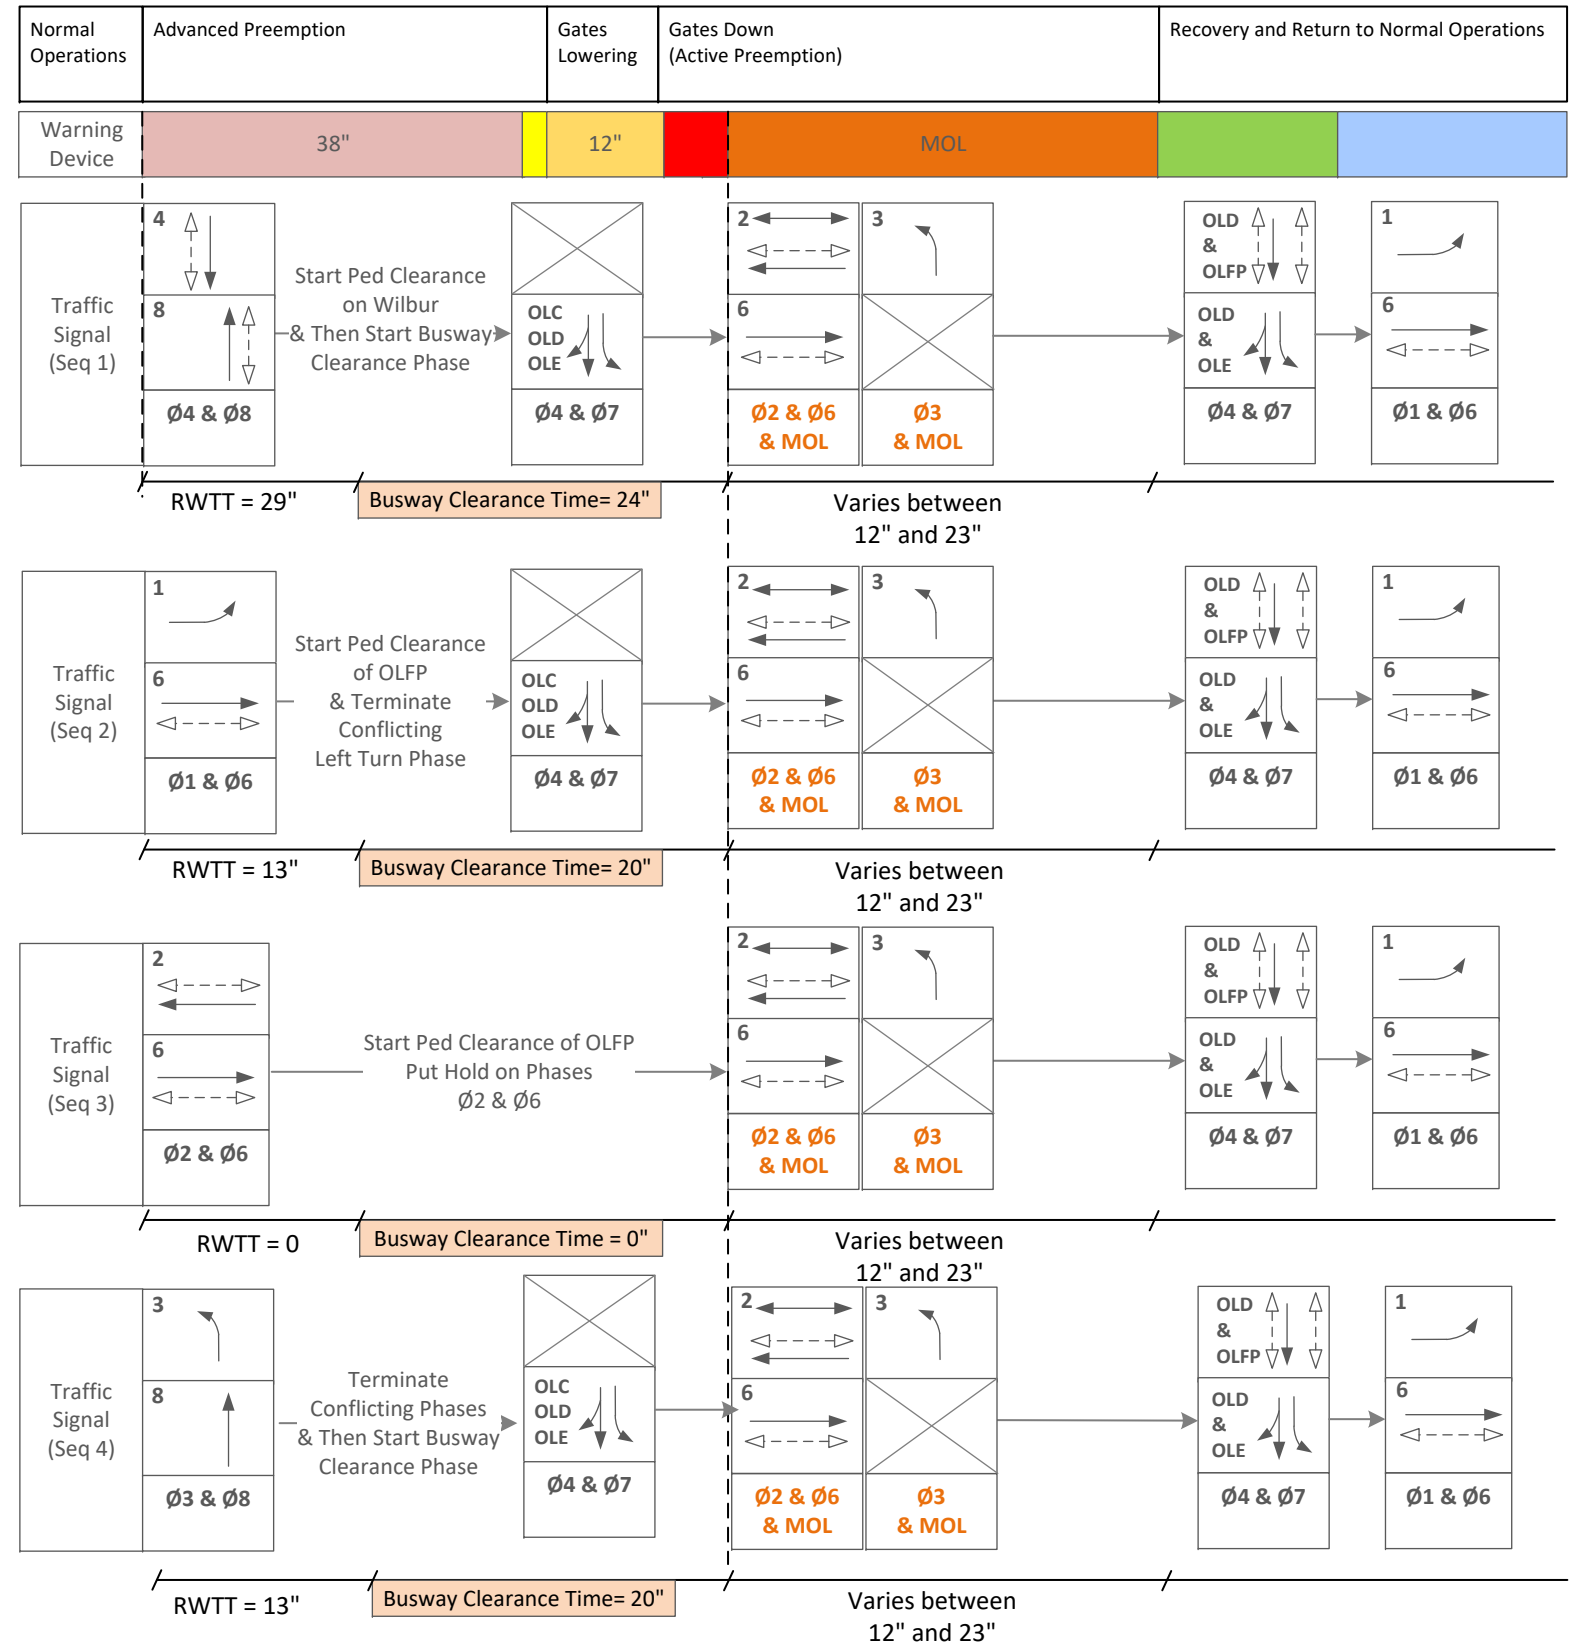 Normal
Operations
Advanced Preemption
Gates
Lowering
Gates Down
(Active Preemption)
Recovery and Return to Normal Operations
Warning
Device
38"
12"
MOL
Traffic
Signal
(Seq 1)
4
8
Ø4 & Ø8
Start Ped Clearance
on Wilbur
& Then Start Busway
Clearance Phase
OLC
OLD
OLE
Ø4 & Ø7
2
6
Ø2 & Ø6
& MOL
3
Ø3
& MOL
OLD
&
OLFP
OLD
&
OLE
Ø4 & Ø7
1
6
Ø1 & Ø6
RWTT = 29"
Busway Clearance Time= 24"
Varies between
12" and 23"
Traffic
Signal
(Seq 2)
1
6
Ø1 & Ø6
Start Ped Clearance
of OLFP
& Terminate
Conflicting
Left Turn Phase
OLC
OLD
OLE
Ø4 & Ø7
2
6
Ø2 & Ø6
& MOL
3
Ø3
& MOL
OLD
&
OLFP
OLD
&
OLE
Ø4 & Ø7
1
6
Ø1 & Ø6
RWTT = 13"
Busway Clearance Time= 20"
Varies between
12" and 23"
Traffic
Signal
(Seq 3)
2
6
Ø2 & Ø6
Start Ped Clearance of OLFP
Put Hold on Phases
Ø2 & Ø6
2
6
Ø2 & Ø6
& MOL
3
Ø3
& MOL
OLD
&
OLFP
OLD
&
OLE
Ø4 & Ø7
1
6
Ø1 & Ø6
RWTT = 0
Busway Clearance Time = 0"
Varies between
12" and 23"
Traffic
Signal
(Seq 4)
3
8
Ø3 & Ø8
Terminate
Conflicting Phases
& Then Start Busway
Clearance Phase
OLC
OLD
OLE
Ø4 & Ø7
2
6
Ø2 & Ø6
& MOL
3
Ø3
& MOL
OLD
&
OLFP
OLD
&
OLE
Ø4 & Ø7
1
6
Ø1 & Ø6
RWTT = 13"
Busway Clearance Time= 20"
Varies between
12" and 23"